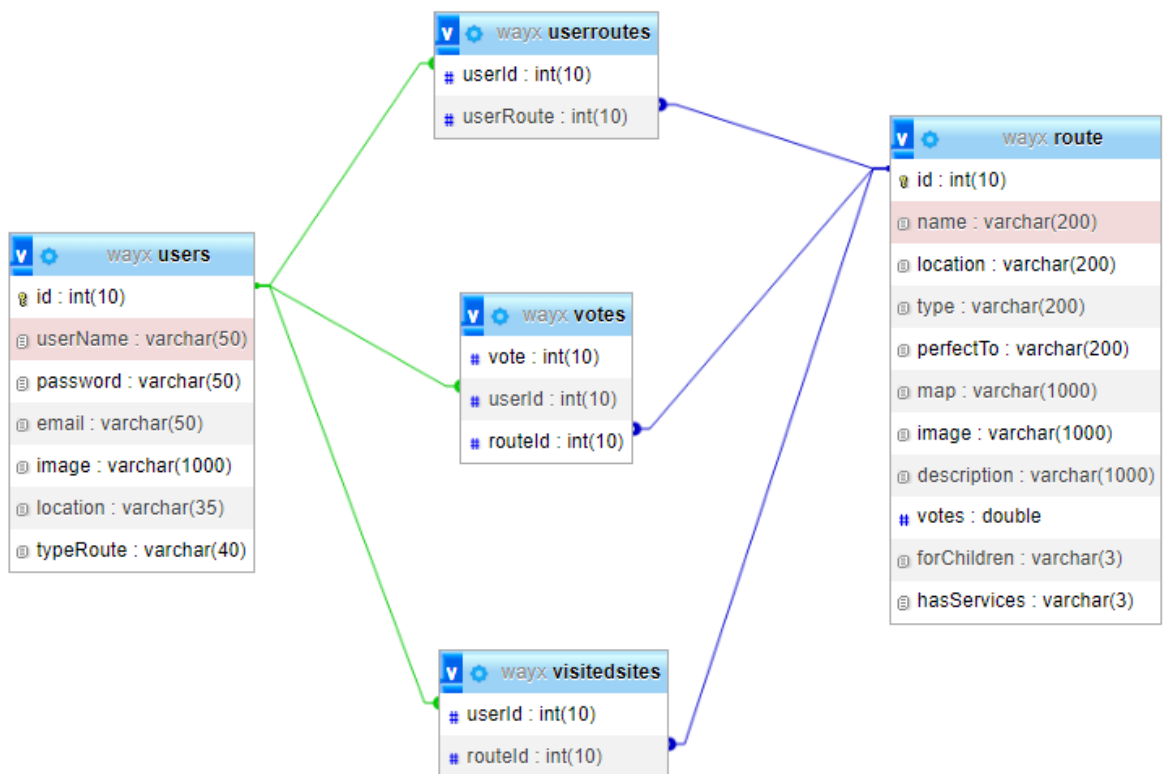 wayx userroutes
userId : int(10)
userRoute : int(10)
wayx route
id : int(10)
name : varchar(200)
location : varchar(200)
type : varchar(200)
perfectTo : varchar(200)
map : varchar(1000)
image : varchar(1000)
description : varchar(1000)
votes : double
forChildren : varchar(3)
hasServices : varchar(3)
wayx users
id : int(10)
userName : varchar(50)
password : varchar(50)
email : varchar(50)
image : varchar(1000)
location : varchar(35)
typeRoute : varchar(40)
wayx votes
vote : int(10)
userId : int(10)
routeId : int(10)
wayx visitedsites
userId : int(10)
routeId : int(10)